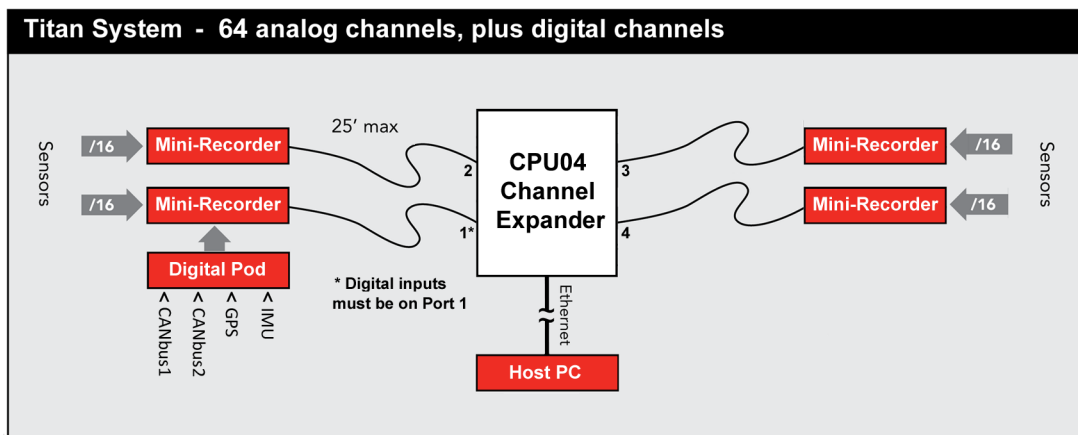 Titan System - 64 analog channels, plus digital channels
Sensors
/16
Mini-Recorder
25' max
2
/16
Mini-Recorder
1*
Digital Pod
< CANbus1
< CANbus2
< GPS
< IMU
* Digital inputs
must be on Port 1
CPU04
Channel
Expander
Ethernet
Host PC
3
Mini-Recorder
/16
4
Mini-Recorder
/16
Sensors